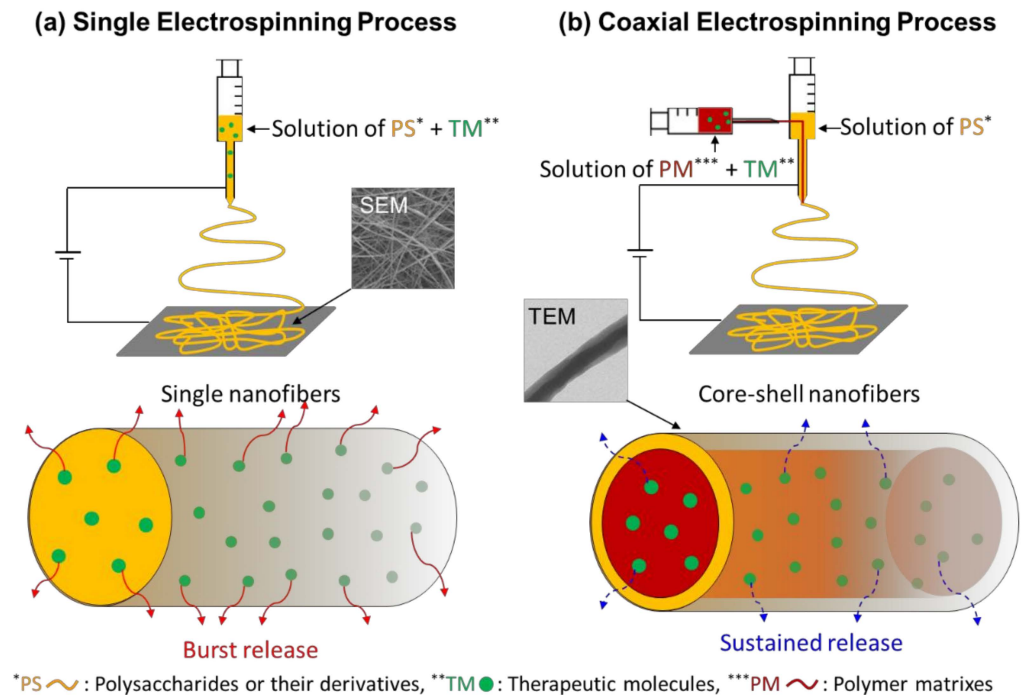 (a) Single Electrospinning Process
Solution of PS* + TM**
SEM
Single nanofibers
Burst release
(b) Coaxial Electrospinning Process
Solution of PS*
Solution of PM*** + TM**
TEM
Core-shell nanofibers
Sustained release
*PS : Polysaccharides or their derivatives, **TM : Therapeutic molecules, ***PM : Polymer matrixes